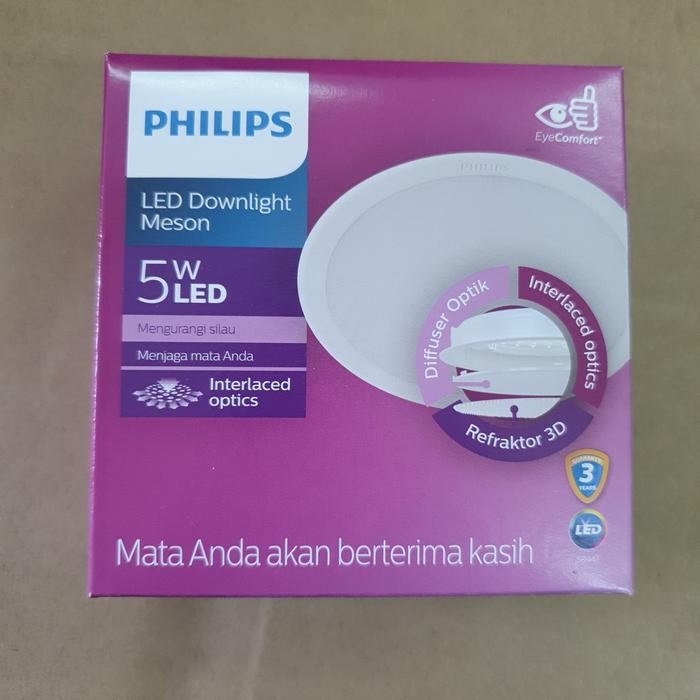 PHILIPS
EyeComfort*
LED Downlight
Meson
PHILIPS
5W
LED
Mengurangi silau
Menjaga mata Anda
Interlaced
optics
Diffuser Optik
Interlaced optics
Refraktor 3D
3
YEARS
LED
Mata Anda akan berterima kasih